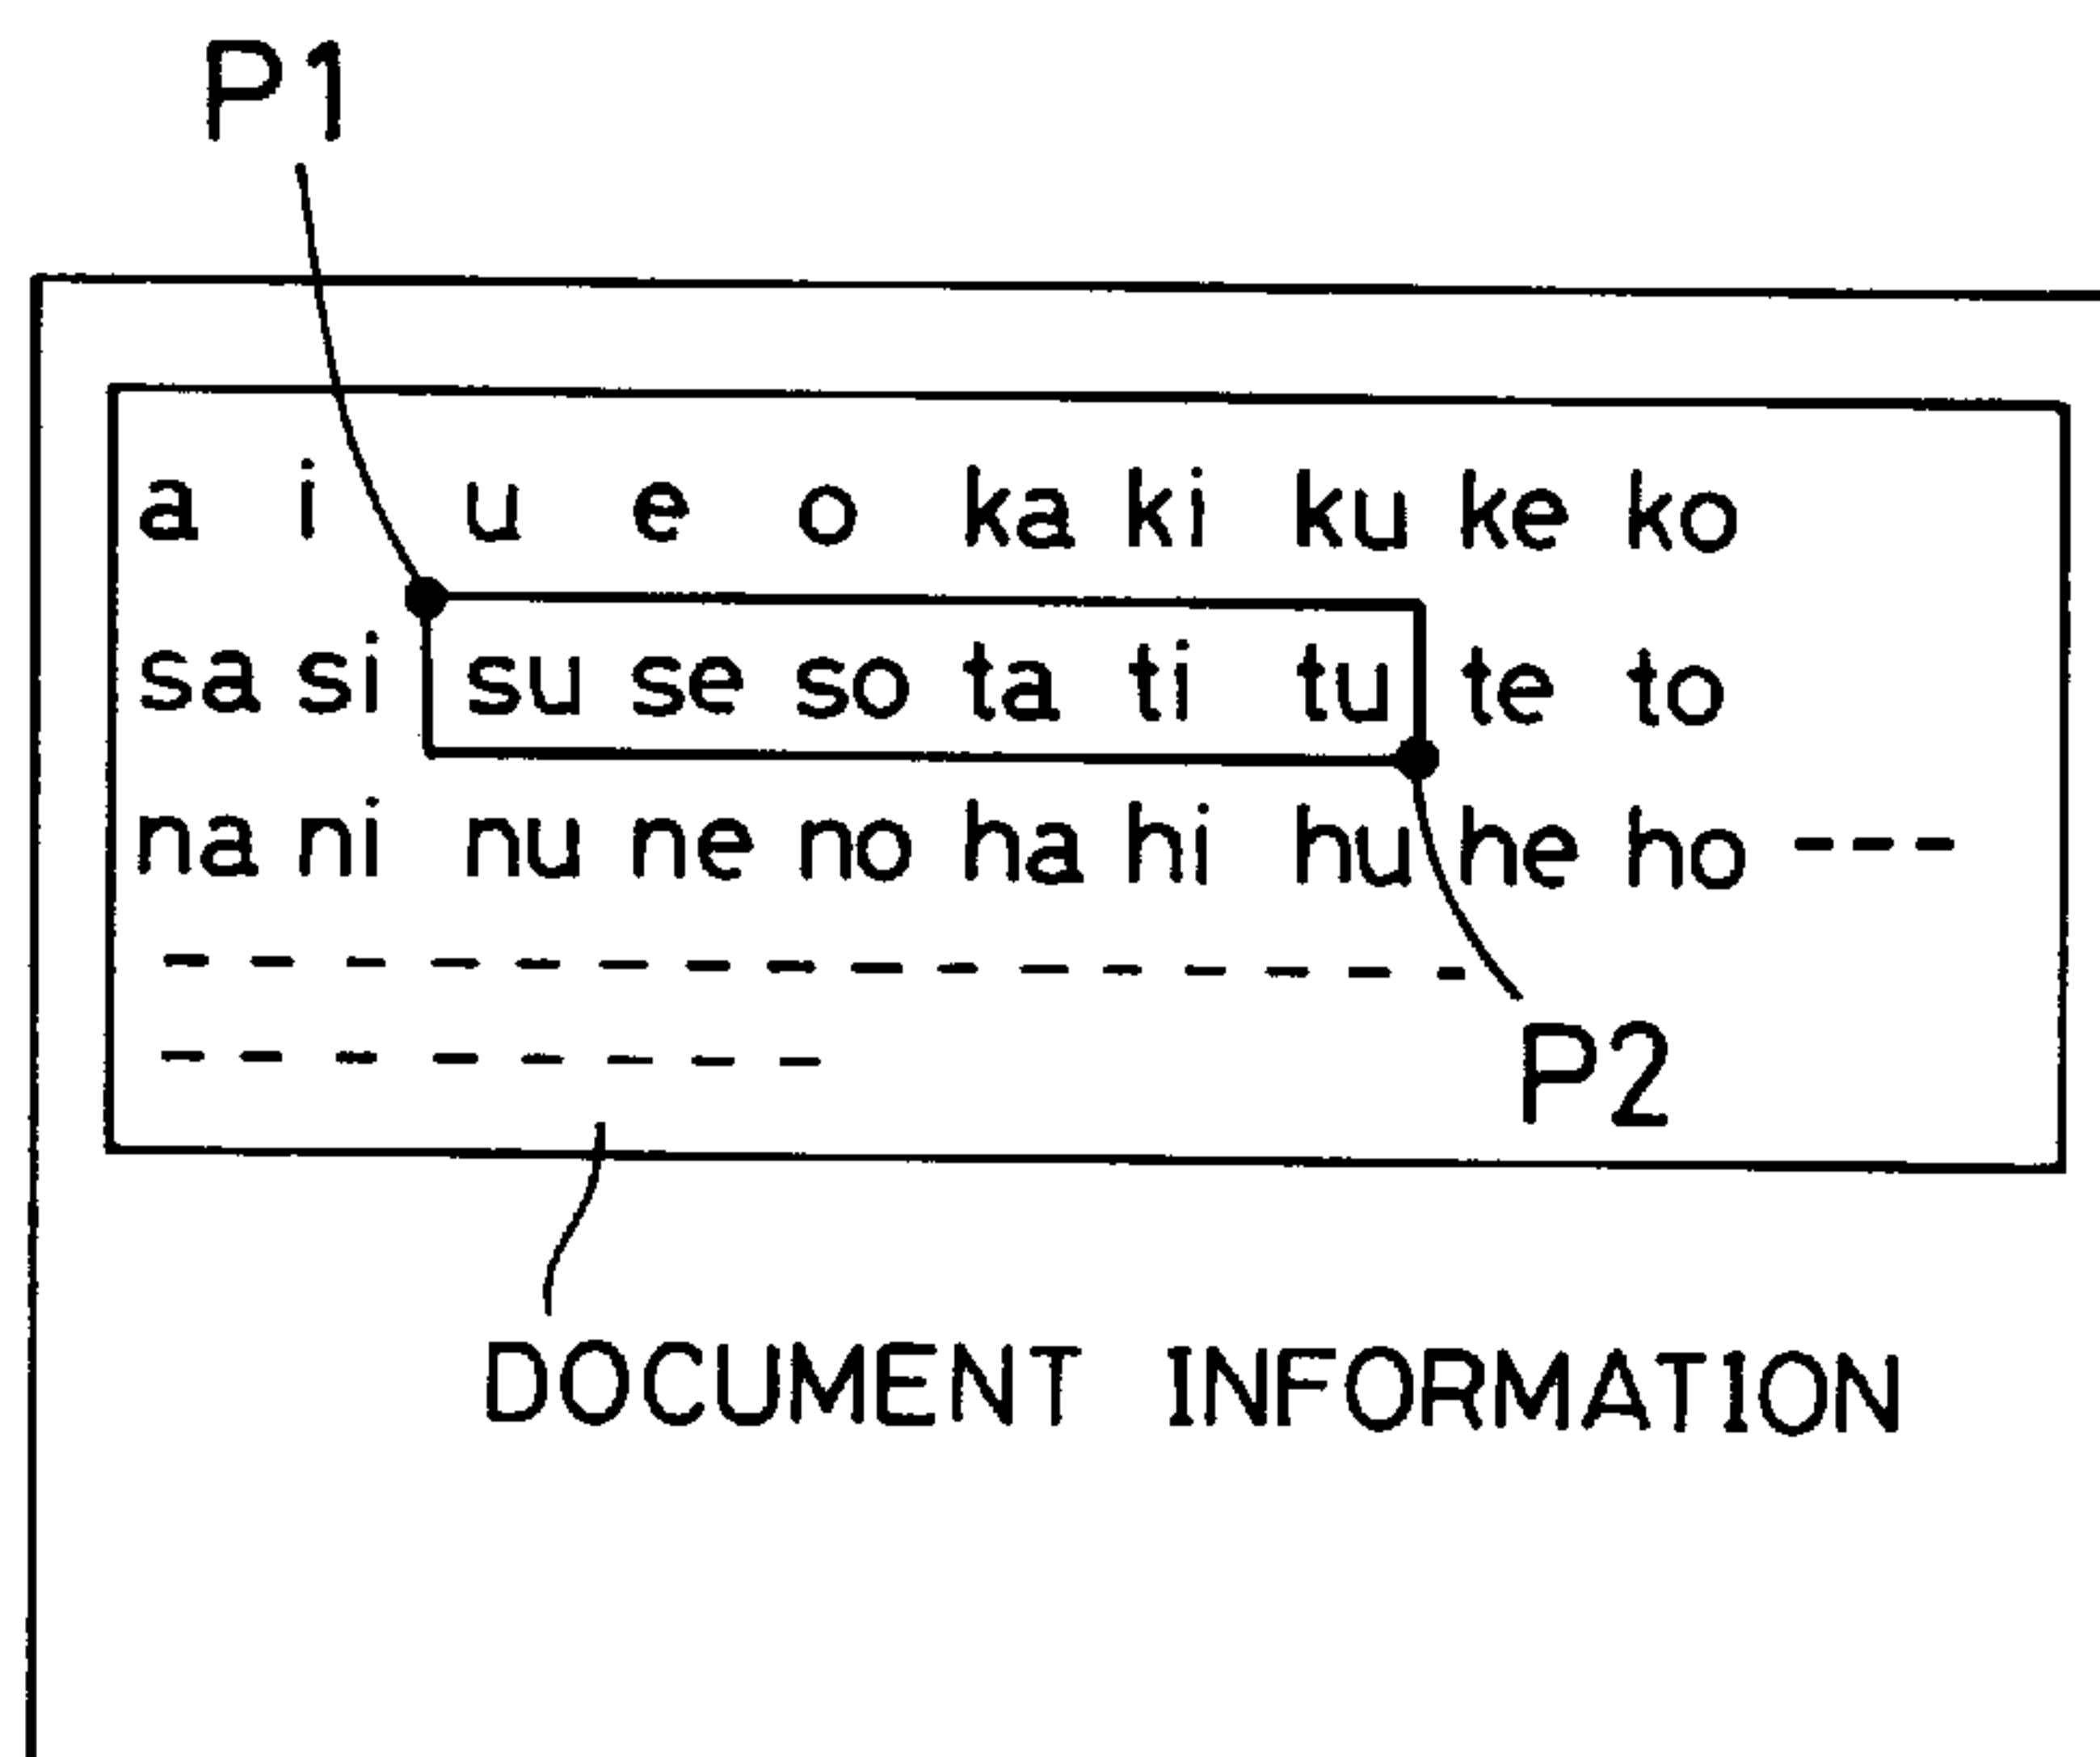 P1
a i u e o ka ki ku ke ko
sa si su se so ta ti tu te to
na ni nu ne no ha hi hu he ho ---
- - - - - - - - - - - - - - - -
- - - - - - - -
P2
DOCUMENT INFORMATION